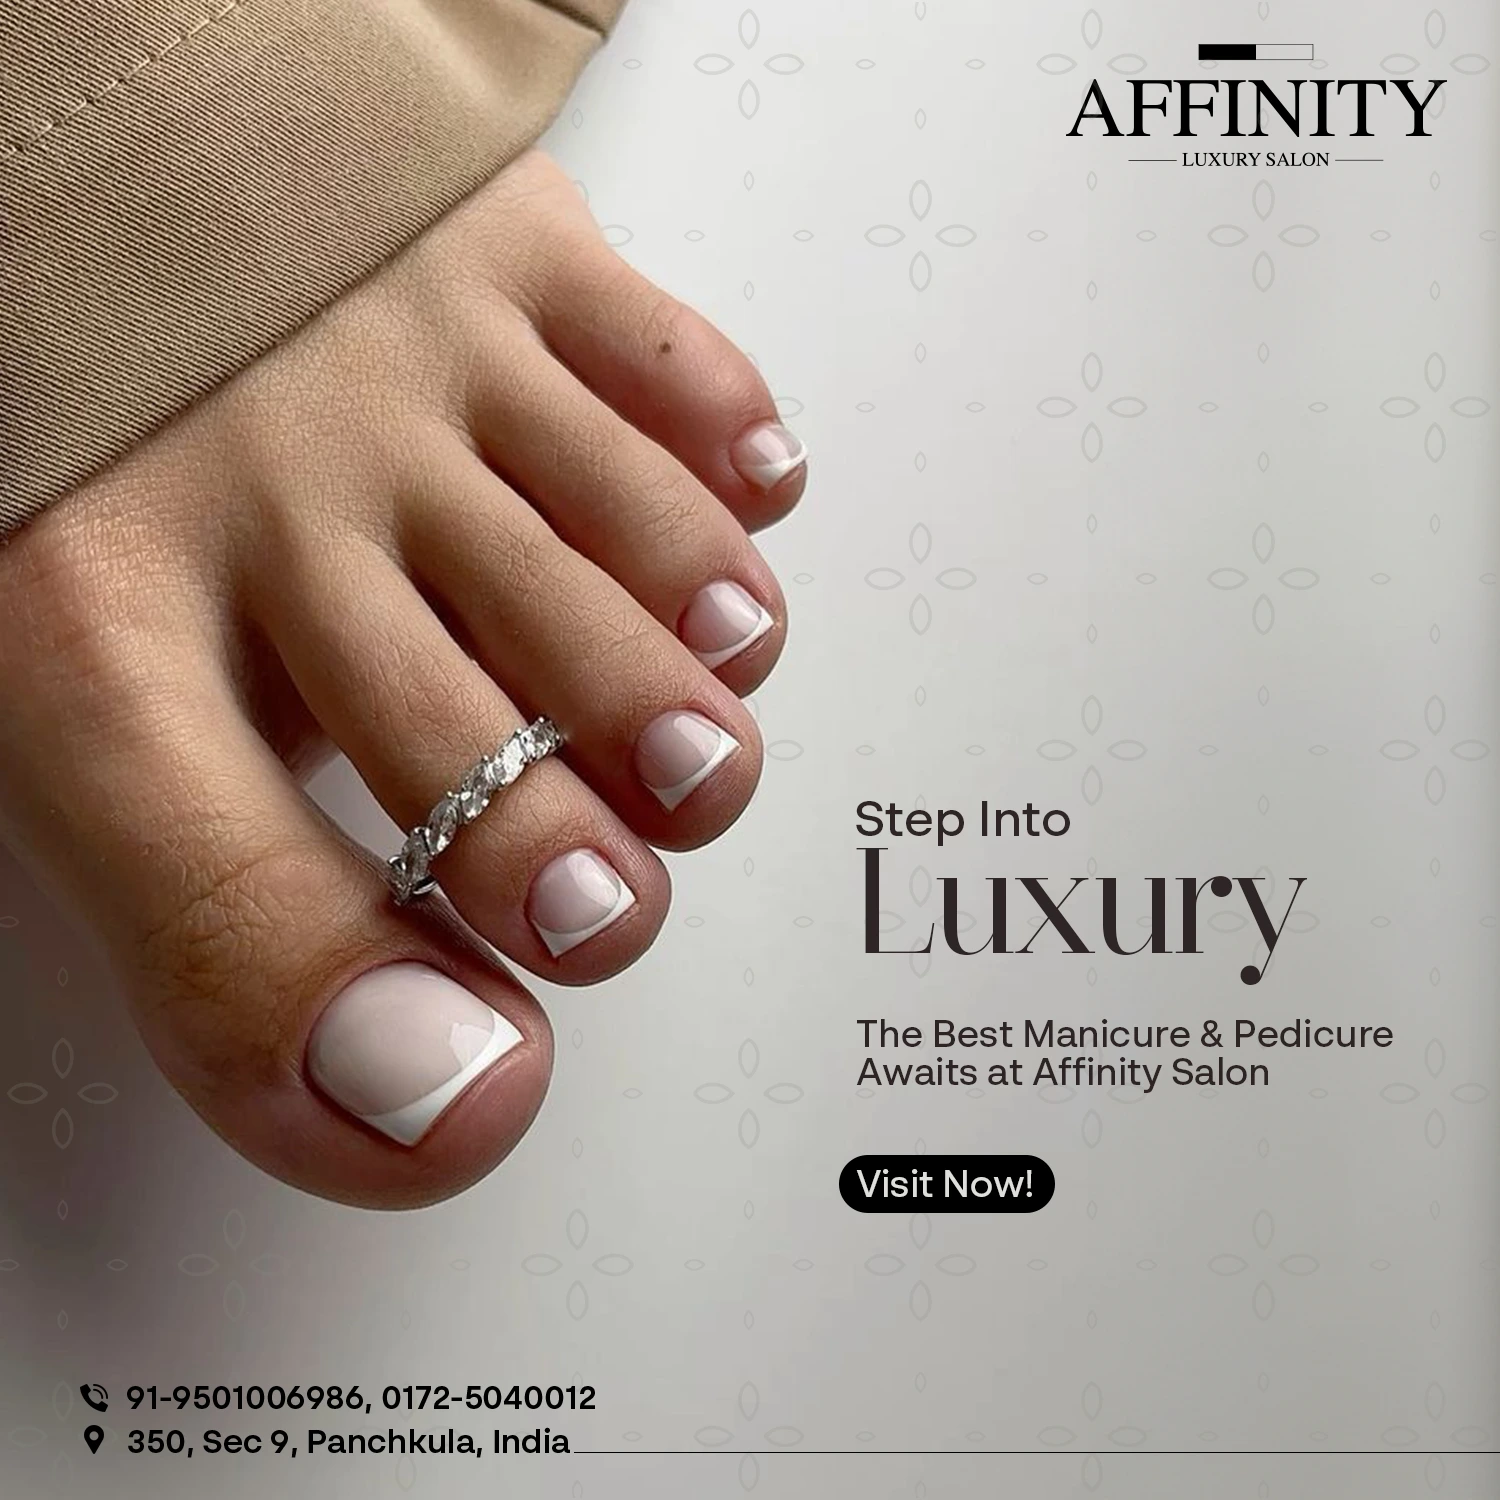 AFFINITY
LUXURY SALON
Step Into
Luxury
The Best Manicure & Pedicure
Awaits at Affinity Salon
Visit Now!
91-9501006986, 0172-5040012
350, Sec 9, Panchkula, India